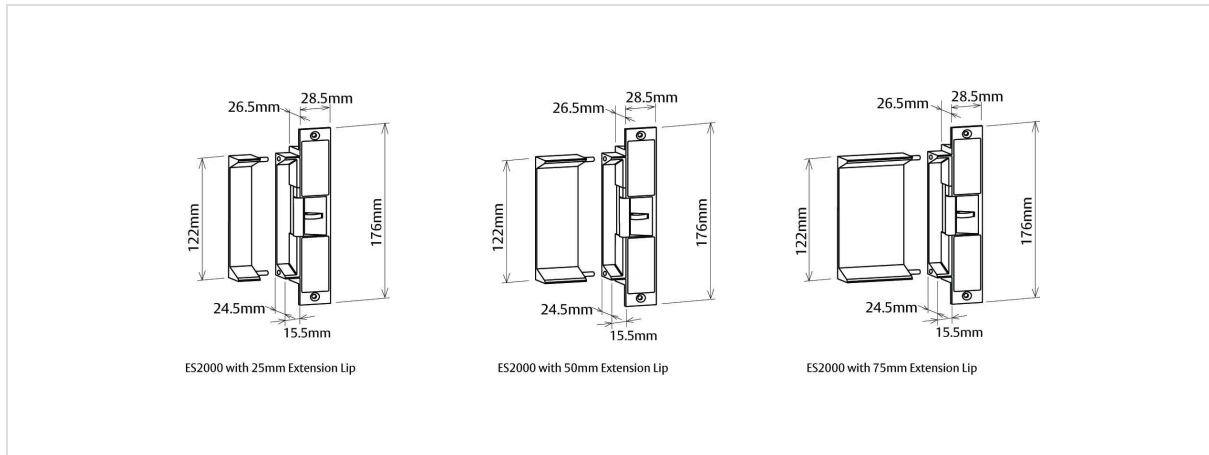 26.5mm
28.5mm
122mm
176mm
24.5mm
15.5mm
ES2000 with 25mm Extension Lip
26.5mm
28.5mm
122mm
176mm
24.5mm
15.5mm
ES2000 with 50mm Extension Lip
26.5mm
28.5mm
122mm
176mm
24.5mm
15.5mm
ES2000 with 75mm Extension Lip